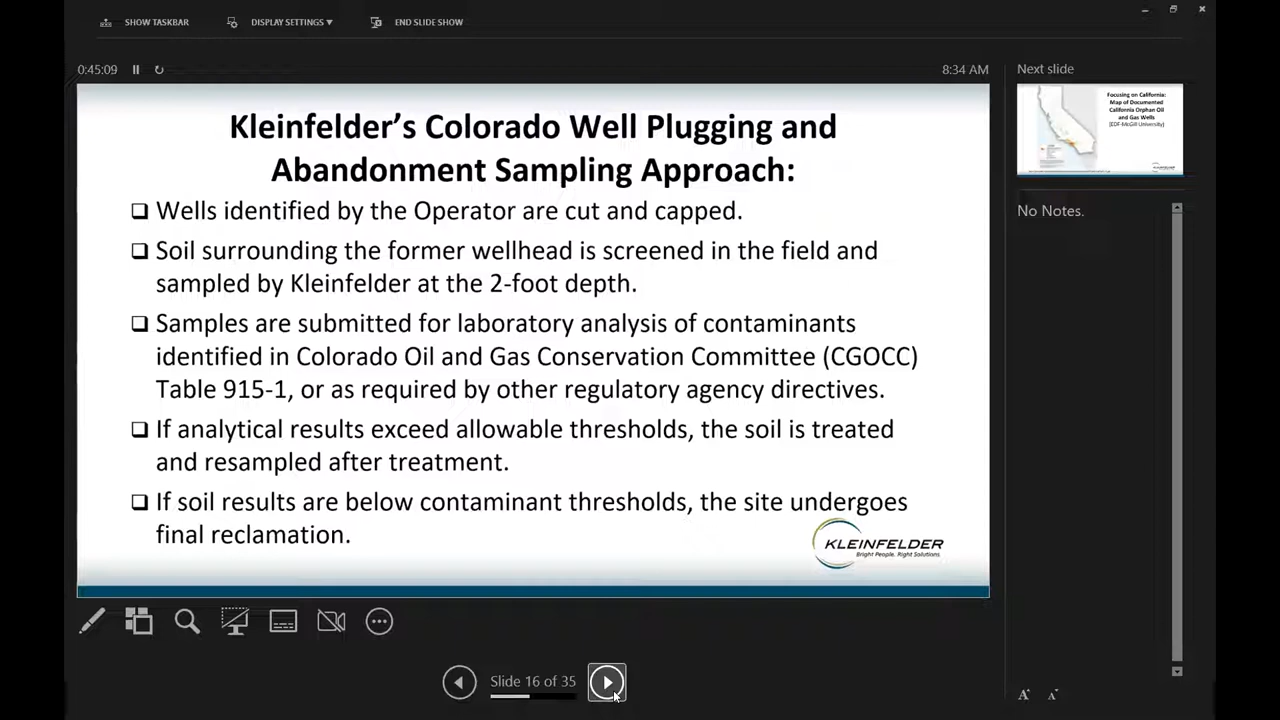 SHOW TASKBAR
DISPLAY SETTINGS ▾
END SLIDE SHOW
0:45:09
8:34 AM
Kleinfelder’s Colorado Well Plugging and
Abandonment Sampling Approach:
❑ Wells identified by the Operator are cut and capped.
❑ Soil surrounding the former wellhead is screened in the field and
sampled by Kleinfelder at the 2-foot depth.
❑ Samples are submitted for laboratory analysis of contaminants
identified in Colorado Oil and Gas Conservation Committee (CGOCC)
Table 915-1, or as required by other regulatory agency directives.
❑ If analytical results exceed allowable thresholds, the soil is treated
and resampled after treatment.
❑ If soil results are below contaminant thresholds, the site undergoes
final reclamation.
KLEINFELDER
Bright People. Right Solutions.
Slide 16 of 35
Next slide
Focusing on California:
Map of Documented
California Orphan Oil
and Gas Wells
(EDF-McGill University)
KLEINFELDER
No Notes.
A A